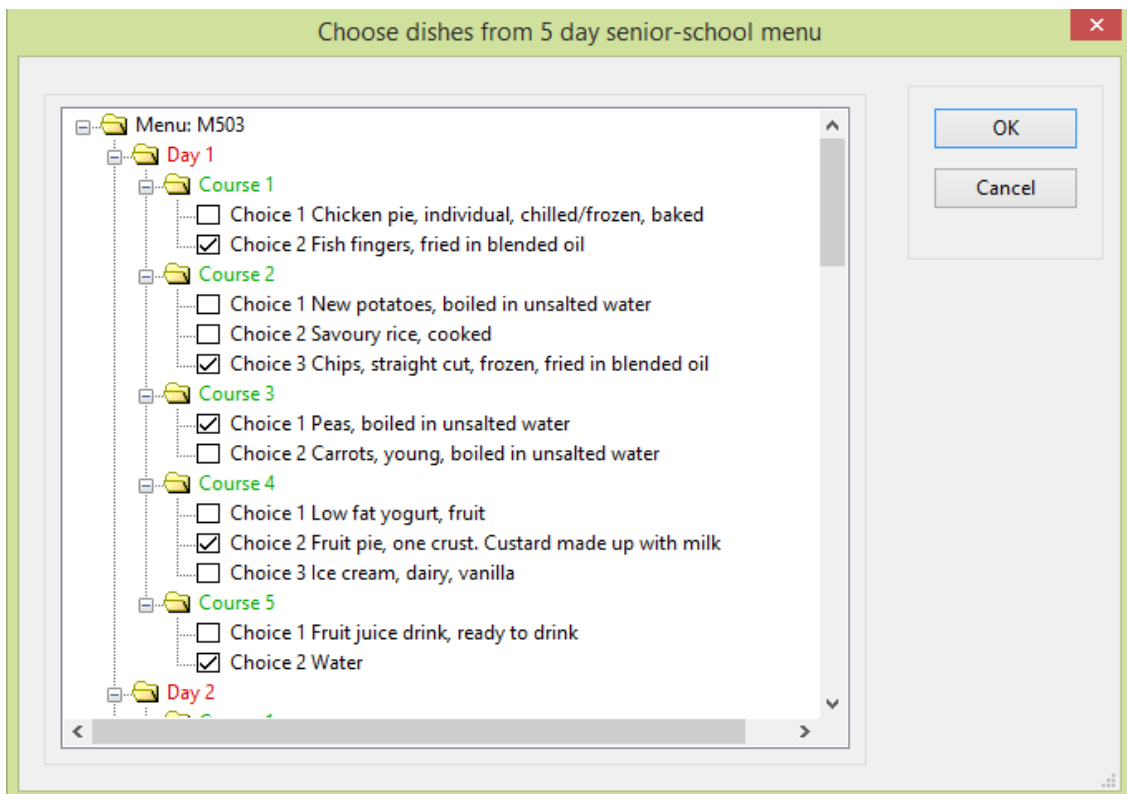 Choose dishes from 5 day senior-school menu
Menu: M503
Day 1
Course 1
Choice 1 Chicken pie, individual, chilled/frozen, baked
Choice 2 Fish fingers, fried in blended oil
Course 2
Choice 1 New potatoes, boiled in unsalted water
Choice 2 Savoury rice, cooked
Choice 3 Chips, straight cut, frozen, fried in blended oil
Course 3
Choice 1 Peas, boiled in unsalted water
Choice 2 Carrots, young, boiled in unsalted water
Course 4
Choice 1 Low fat yogurt, fruit
Choice 2 Fruit pie, one crust. Custard made up with milk
Choice 3 Ice cream, dairy, vanilla
Course 5
Choice 1 Fruit juice drink, ready to drink
Choice 2 Water
Day 2
OK
Cancel